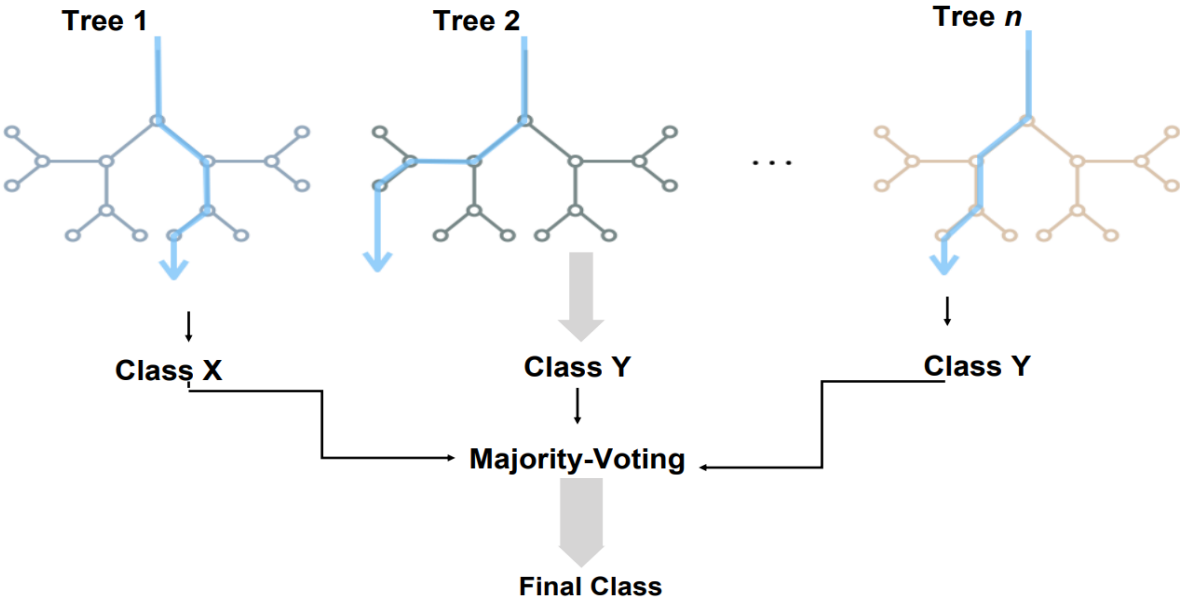 Tree 1
Tree 2
Tree n
. . .
Class X
Class Y
Class Y
Majority-Voting
Final Class